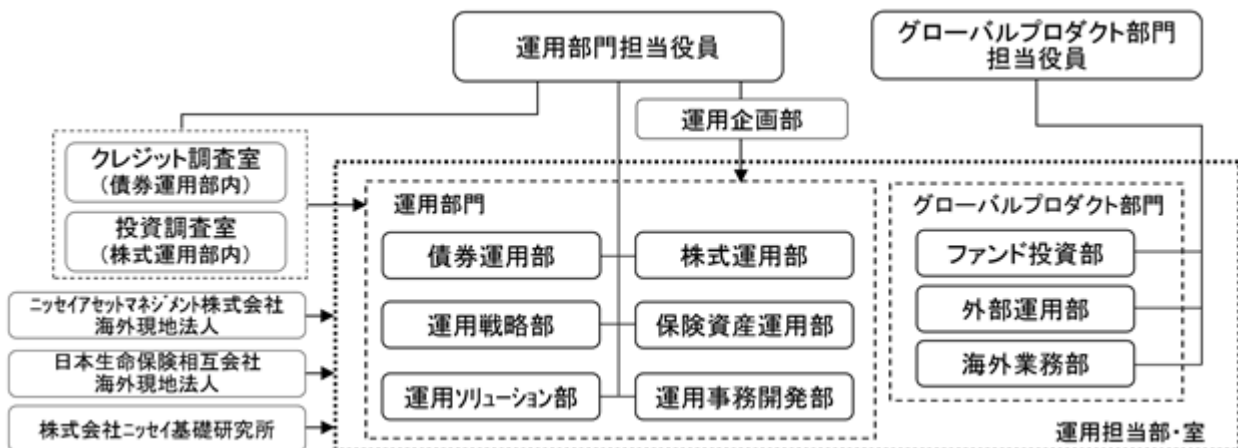 運用部門担当役員
グローバルプロダクト部門
担当役員
運用企画部
クレジット調査室
(債券運用部内)
投資調査室
(株式運用部内)
運用部門
債券運用部
株式運用部
運用戦略部
保険資産運用部
運用ソリューション部
運用事務開発部
グローバルプロダクト部門
ファンド投資部
外部運用部
海外業務部
ニッセイアセットマネジメント株式会社
海外現地法人
日本生命保険相互会社
海外現地法人
株式会社ニッセイ基礎研究所
運用担当部・室